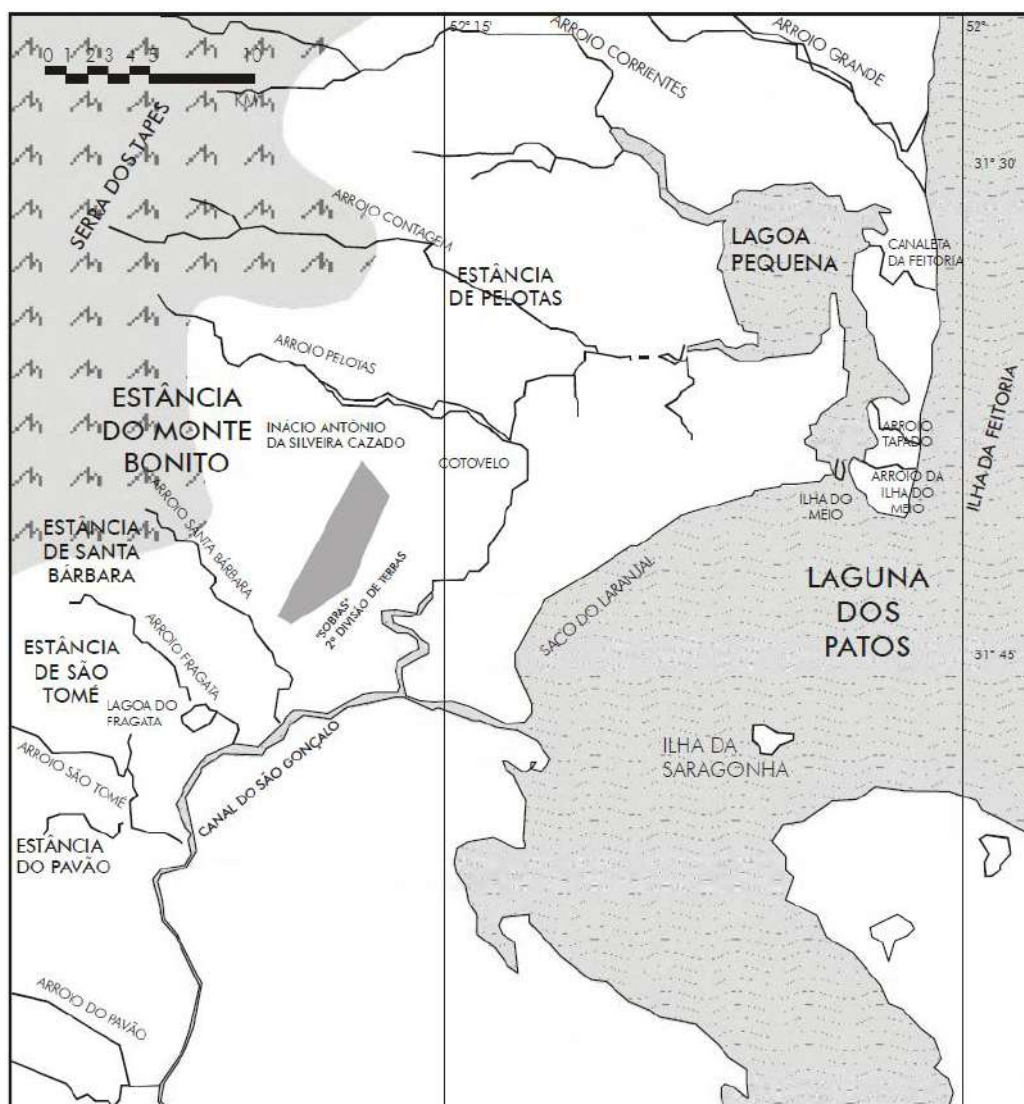 52° 15'
52°
0 1 2 3 4 5 10
KM
ARROIO CORRIENTES
ARROIO GRANDE
SERRA DOS TAPES
31° 30'
ARROIO CONTAGEM
LAGOA
PEQUENA
CANALETA
DA FEITORIA
ESTÂNCIA
DE PELOTAS
ARROIO PELOTAS
ESTÂNCIA
DO MONTE
BONITO
INÁCIO ANTÔNIO
DA SILVEIRA CAZADO
COTOVELO
ARROIO
TAPADO
ILHA DA FEITORIA
ARROIO DA
ILHA DO
MEIO
ILHA DO
MEIO
ARROIO SANTA BÁRBARA
ESTÂNCIA
DE SANTA
BÁRBARA
"SOBRAS"
2ª DIVISÃO DE TERRAS
SACO DO LARANJAL
LAGUNA
DOS
PATOS
ARROIO FRAGATA
ESTÂNCIA
DE SÃO
TOMÉ
31° 45'
LAGOA DO
FRAGATA
ARROIO SÃO TOMÉ
CANAL DO SÃO GONÇALO
ILHA DA
SARAGONHA
ESTÂNCIA
DO PAVÃO
ARROIO DO PAVÃO